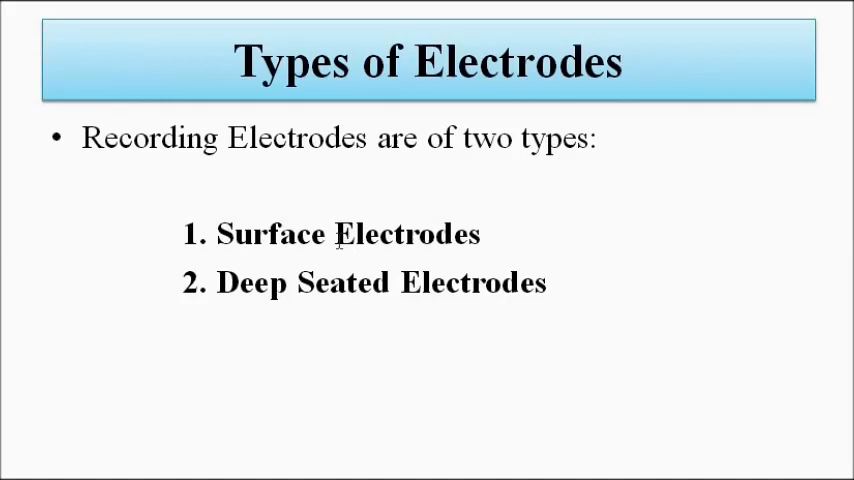 Types of Electrodes
• Recording Electrodes are of two types:
1. Surface Electrodes
2. Deep Seated Electrodes